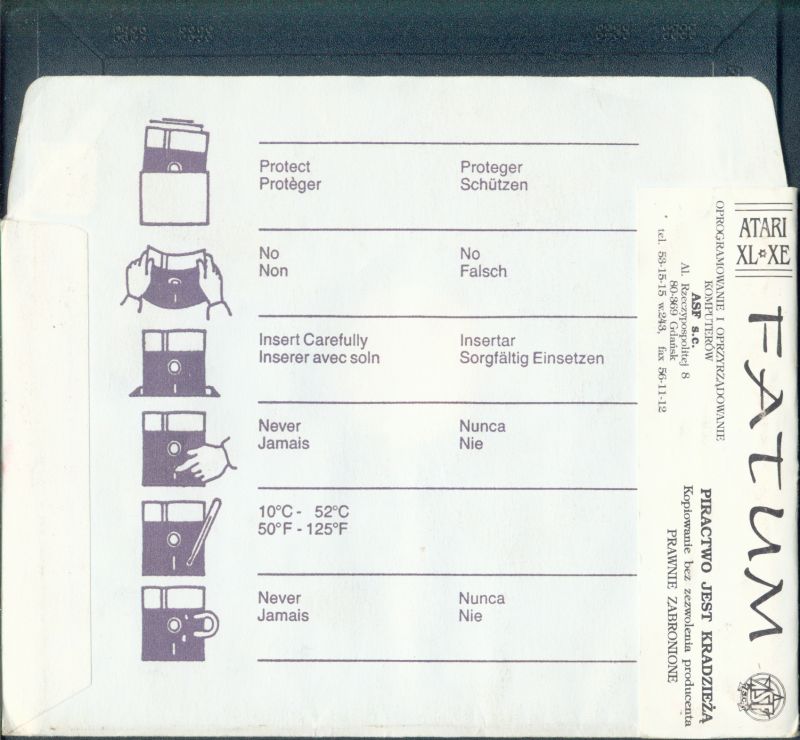 Protect
Protèger
Proteger
Schützen
No
Non
No
Falsch
Insert Carefully
Inserer avec soln
Insertar
Sorgfältig Einsetzen
Never
Jamais
Nunca
Nie
10°C - 52°C
50°F - 125°F
Never
Jamais
Nunca
Nie
ATARI
XL☆XE
FATUM
OPROGRAMOWANIE I OPRZYRZĄDOWANIE
KOMPUTERÓW
ASF s.c.
Al. Rzeczypospolitej 8
80-369 Gdańsk
tel. 53-15-15 w.243, fax 56-11-12
PIRACTWO JEST KRADZIEŻĄ
Kopiowanie bez zezwolenia producenta
PRAWNIE ZABRONIONE